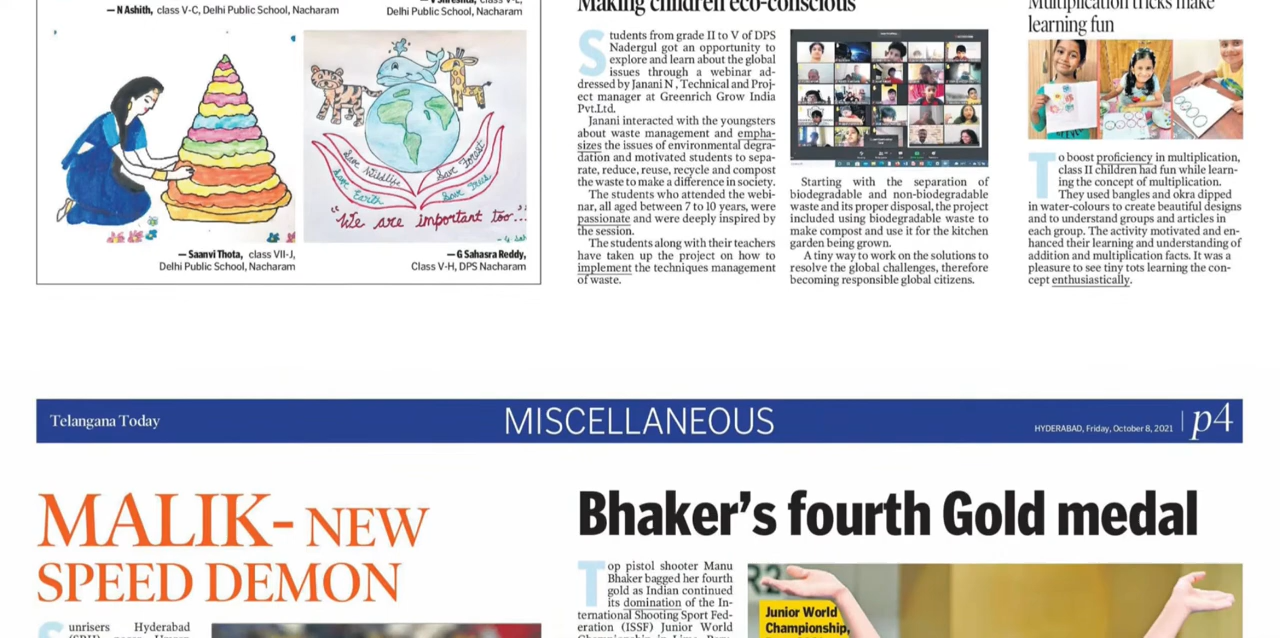 — N Ashith, class V-C, Delhi Public School, Nacharam
Delhi Public School, Nacharam
Save Wildlife
Save Earth
Save Forest
Save Trees
"We are important too..."
— Saanvi Thota, class VII-J,
Delhi Public School, Nacharam
— G Sahasra Reddy,
Class V-H, DPS Nacharam
Making children eco-conscious
Students from grade II to V of DPS
Nadergul got an opportunity to
explore and learn about the global
issues through a webinar ad-
dressed by Janani N , Technical and Proj-
ect manager at Greenrich Grow India
Pvt.Ltd.
Janani interacted with the youngsters
about waste management and empha-
sizes the issues of environmental degra-
dation and motivated students to sepa-
rate, reduce, reuse, recycle and compost
the waste to make a difference in society.
The students who attended the webi-
nar, all aged between 7 to 10 years, were
passionate and were deeply inspired by
the session.
The students along with their teachers
have taken up the project on how to
implement the techniques management
of waste.
Starting with the separation of
biodegradable and non-biodegradable
waste and its proper disposal, the project
included using biodegradable waste to
make compost and use it for the kitchen
garden being grown.
A tiny way to work on the solutions to
resolve the global challenges, therefore
becoming responsible global citizens.
Multiplication tricks make
learning fun
To boost proficiency in multiplication,
class II children had fun while learn-
ing the concept of multiplication.
They used bangles and okra dipped
in water-colours to create beautiful designs
and to understand groups and articles in
each group. The activity motivated and en-
hanced their learning and understanding of
addition and multiplication facts. It was a
pleasure to see tiny tots learning the con-
cept enthusiastically.
Telangana Today
MISCELLANEOUS
HYDERABAD, Friday, October 8, 2021
p4
MALIK- NEW
SPEED DEMON
Sunrisers Hyderabad
Bhaker's fourth Gold medal
Top pistol shooter Manu
Bhaker bagged her fourth
gold as Indian continued
its domination of the In-
ternational Shooting Sport Fed-
eration (ISSF) Junior World
Junior World
Championship,